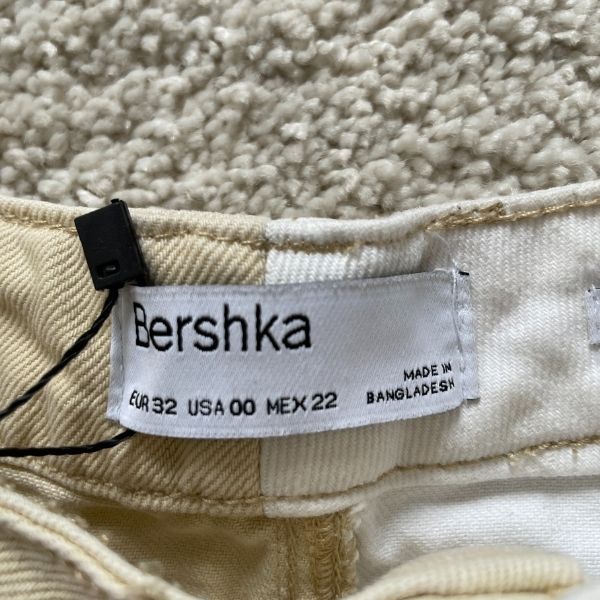 Bershka
EUR 32 USA 00 MEX 22
MADE IN
BANGLADESH